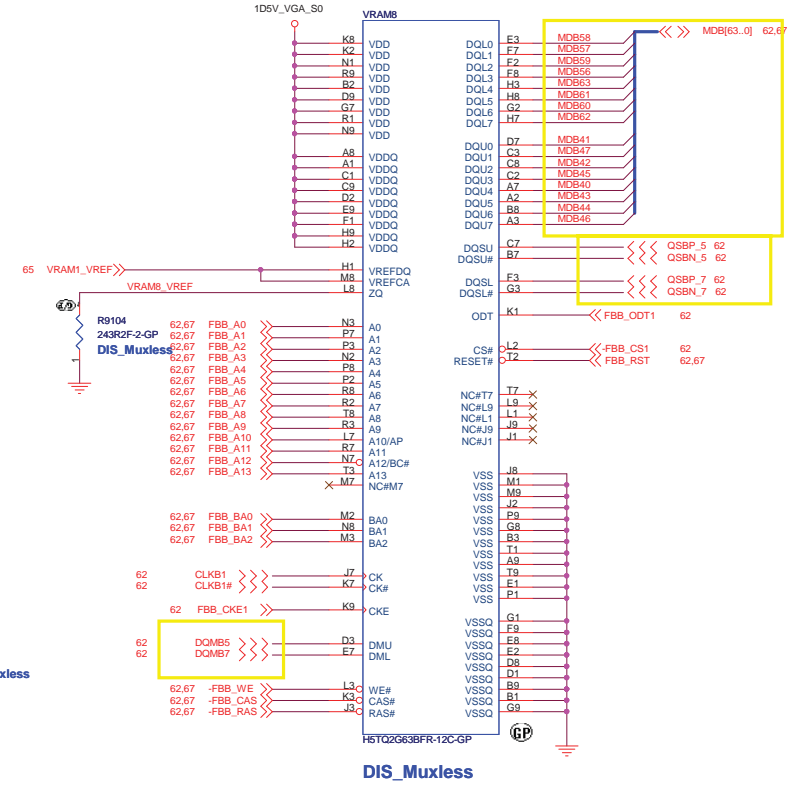 1D5V_VGA_S0
VRAM8
K8 VDD
K2 VDD
N1 VDD
R9 VDD
B2 VDD
D9 VDD
G7 VDD
R1 VDD
N9 VDD
A8 VDDQ
A1 VDDQ
C1 VDDQ
C9 VDDQ
D2 VDDQ
E9 VDDQ
F1 VDDQ
H9 VDDQ
H2 VDDQ
65 VRAM1_VREF H1 VREFDQ
M8 VREFCA
VRAM8_VREF L8 ZQ
R9104
243R2F-2-GP
DIS_Muxless
1
62,67 FBB_A0 N3 A0
62,67 FBB_A1 P7 A1
62,67 FBB_A2 P3 A2
62,67 FBB_A3 N2 A3
62,67 FBB_A4 P8 A4
62,67 FBB_A5 P2 A5
62,67 FBB_A6 R8 A6
62,67 FBB_A7 R2 A7
62,67 FBB_A8 T8 A8
62,67 FBB_A9 R3 A9
62,67 FBB_A10 L7 A10/AP
62,67 FBB_A11 R7 A11
62,67 FBB_A12 N7 A12/BC#
62,67 FBB_A13 T3 A13
M7 NC#M7
62,67 FBB_BA0 M2 BA0
62,67 FBB_BA1 N8 BA1
62,67 FBB_BA2 M3 BA2
62 CLKB1 J7 CK
62 CLKB1# K7 CK#
62 FBB_CKE1 K9 CKE
62 DQMB5 D3 DMU
62 DQMB7 E7 DML
xless
62,67 -FBB_WE L3 WE#
62,67 -FBB_CAS K3 CAS#
62,67 -FBB_RAS J3 RAS#
DQL0 E3 MDB58 MDB[63..0] 62,67
DQL1 F7 MDB57
DQL2 F2 MDB59
DQL3 F8 MDB56
DQL4 H3 MDB63
DQL5 H8 MDB61
DQL6 G2 MDB60
DQL7 H7 MDB62
DQU0 D7 MDB41
DQU1 C3 MDB47
DQU2 C8 MDB42
DQU3 C2 MDB45
DQU4 A7 MDB40
DQU5 A2 MDB43
DQU6 B8 MDB44
DQU7 A3 MDB46
DQSU C7 QSBP_5 62
DQSU# B7 QSBN_5 62
DQSL F3 QSBP_7 62
DQSL# G3 QSBN_7 62
ODT K1 FBB_ODT1 62
CS# L2 -FBB_CS1 62
RESET# T2 FBB_RST 62,67
NC#T7 T7
NC#L9 L9
NC#L1 L1
NC#J9 J9
NC#J1 J1
VSS J8
VSS M1
VSS M9
VSS J2
VSS P9
VSS G8
VSS B3
VSS T1
VSS A9
VSS T9
VSS E1
VSS P1
VSSQ G1
VSSQ F9
VSSQ E8
VSSQ E2
VSSQ D8
VSSQ D1
VSSQ B9
VSSQ B1
VSSQ G9
H5TQ2G63BFR-12C-GP
GP
DIS_Muxless